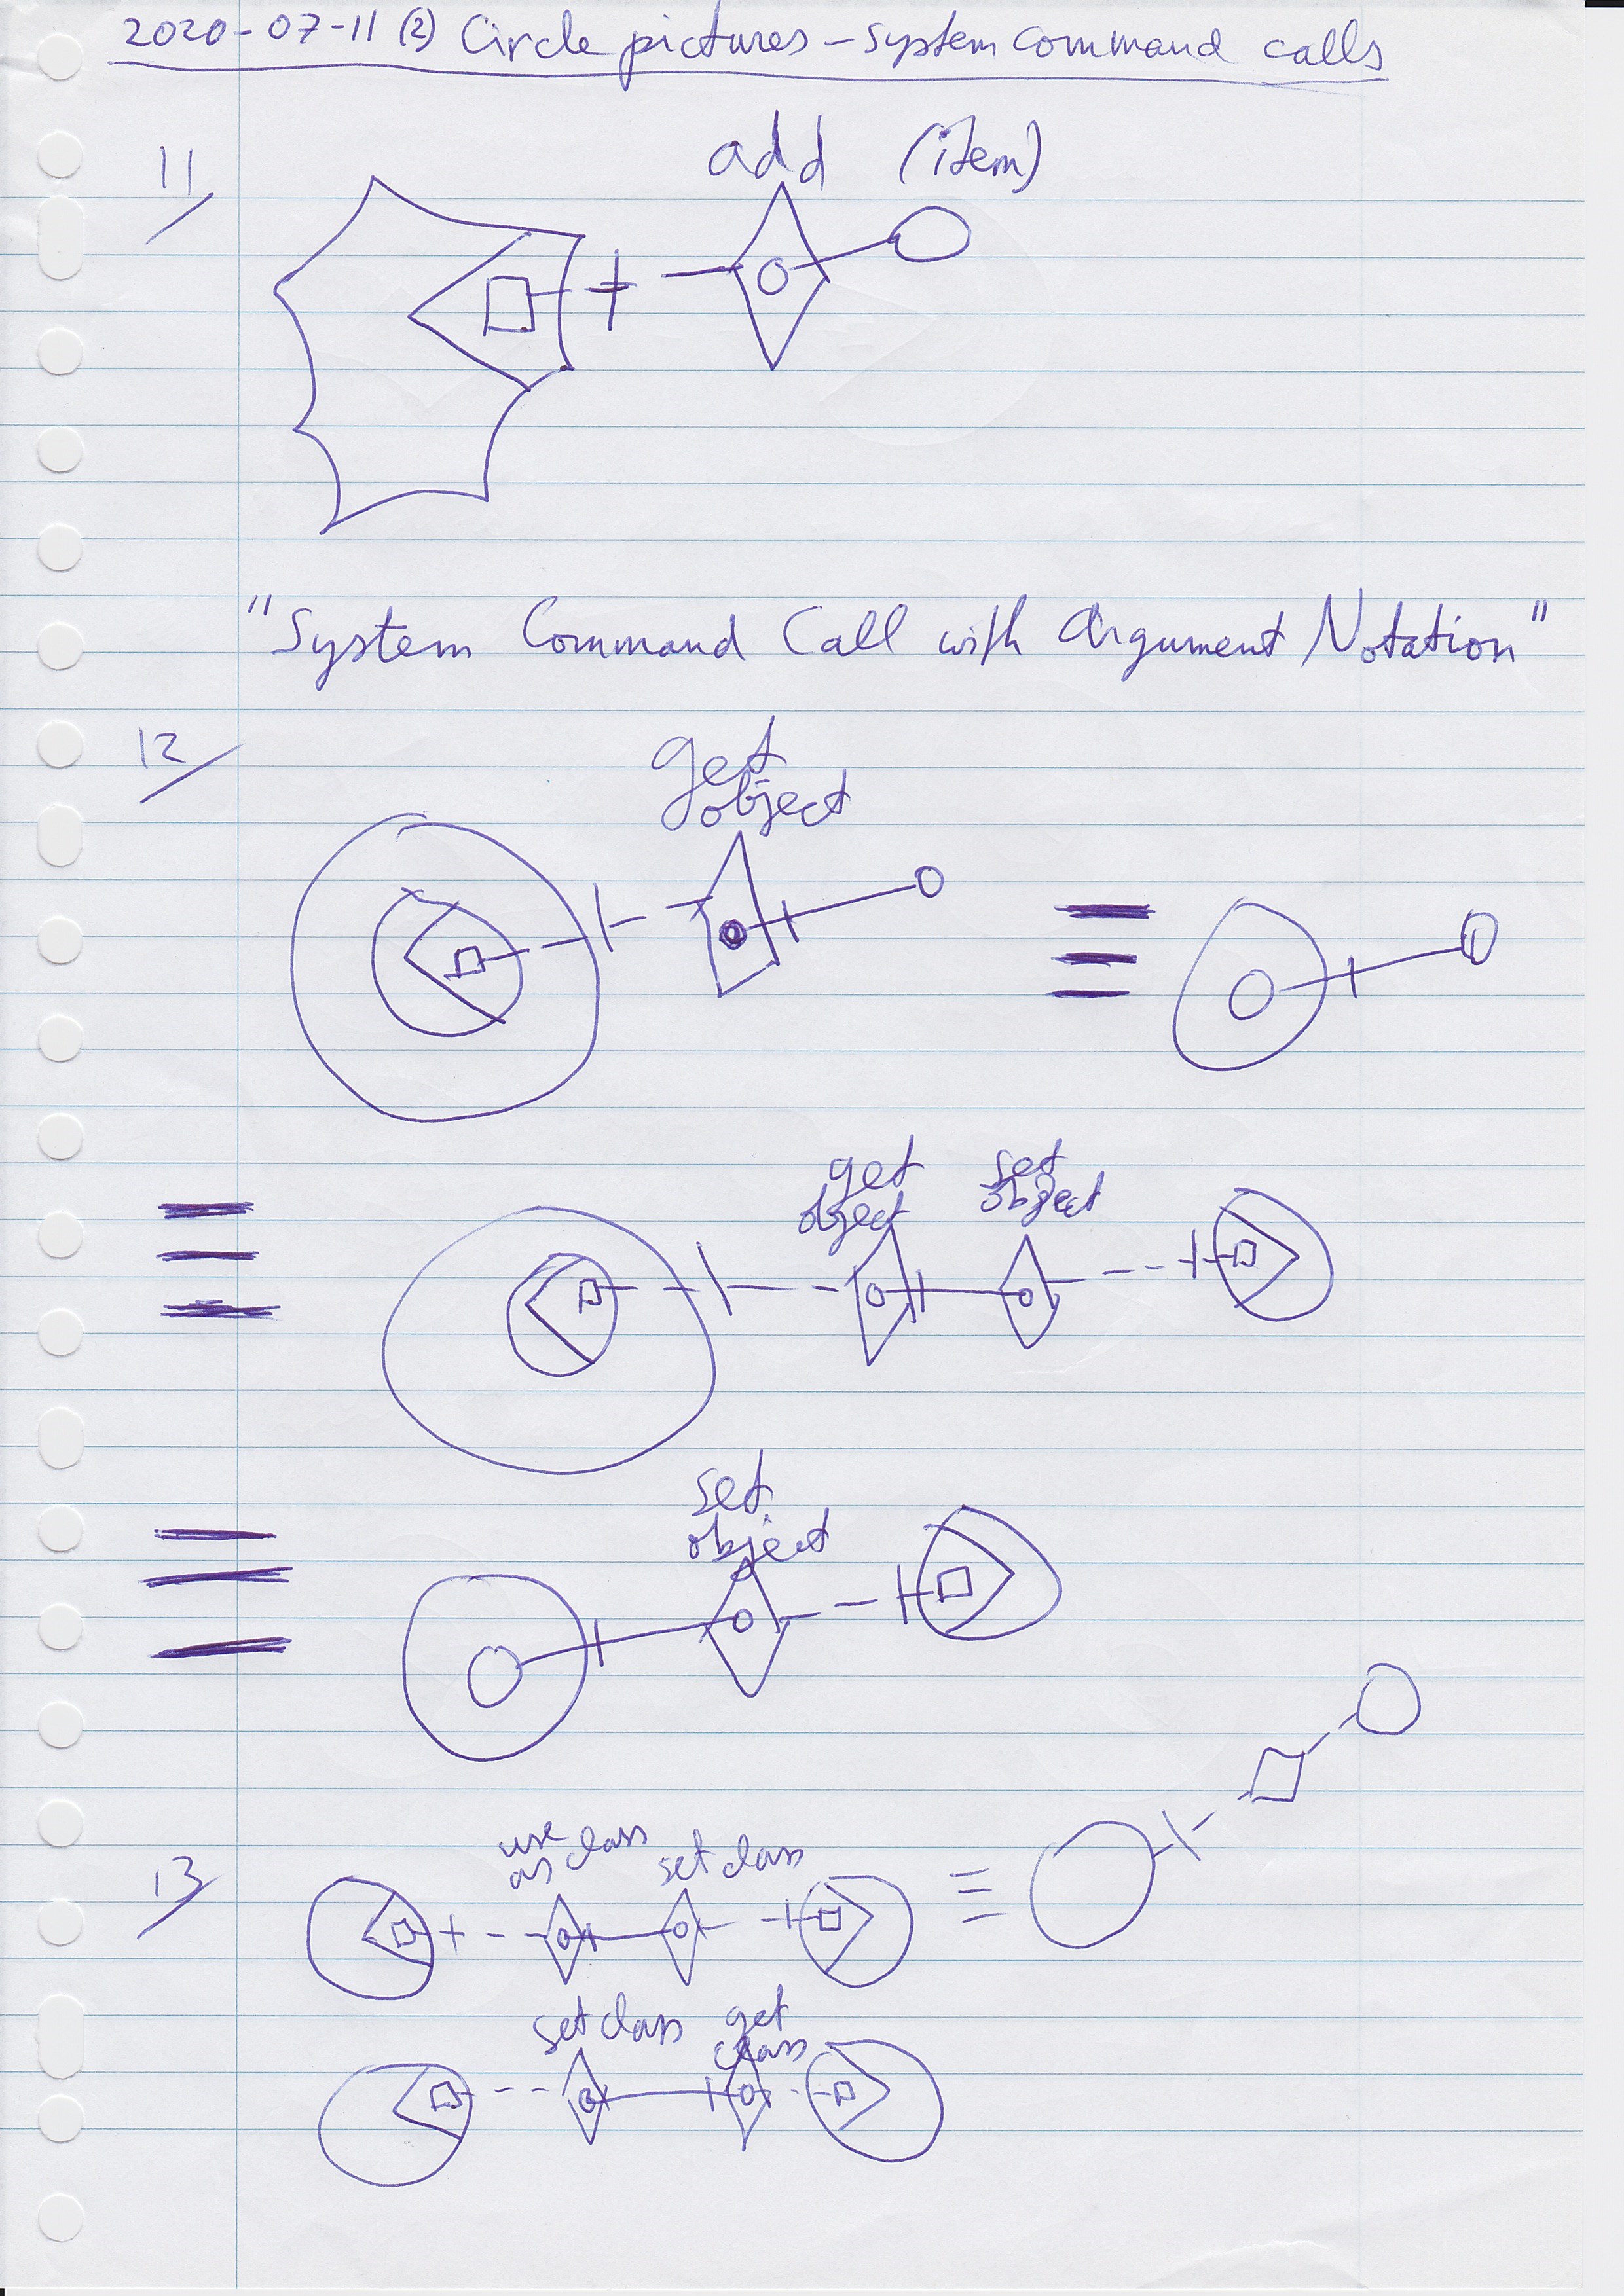 2020-07-11 (2) Circle pictures - System command calls
11/
add (item)
"System Command Call with Argument Notation"
12/
get
object
get
object
set
object
set
object
13/
use
as class
set class
set class
get
class